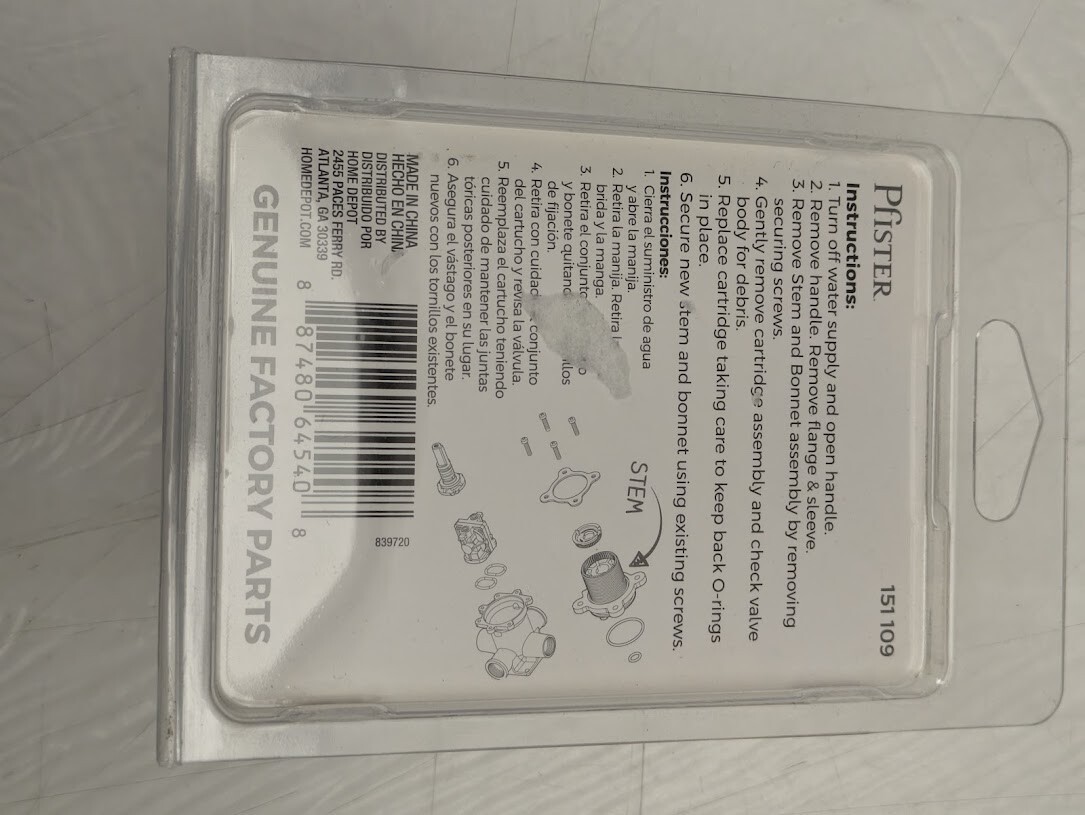 Pfister
151 109
Instructions:
1. Turn off water supply and open handle.
2. Remove handle. Remove flange & sleeve.
3. Remove Stem and Bonnet assembly by removing
securing screws.
4. Gently remove cartridge assembly and check valve
body for debris.
5. Replace cartridge taking care to keep back O-rings
in place.
6. Secure new stem and bonnet using existing screws.
Instrucciones:
1. Cierra el suministro de agua
y abre la manija.
2. Retira la manija. Retira
brida y la manga.
3. Retira el conjunto
y bonete
de fijación.
4. Retira con conjunto
del cartucho y revisa la válvula.
5. Reemplaza el cartucho teniendo
cuidado de mantener las juntas
tóricas posteriores en su lugar.
6. Asegura el vástago y el bonete
nuevos con los tornillos existentes.
STEM
MADE IN CHINA
HECHO EN CHINA
DISTRIBUTED BY
DISTRIBUIDO POR
HOME DEPOT
2455 PACES FERRY RD.
ATLANTA, GA 30339
HOMEDEPOT.COM
839720
8 87480 64540 8
GENUINE FACTORY PARTS